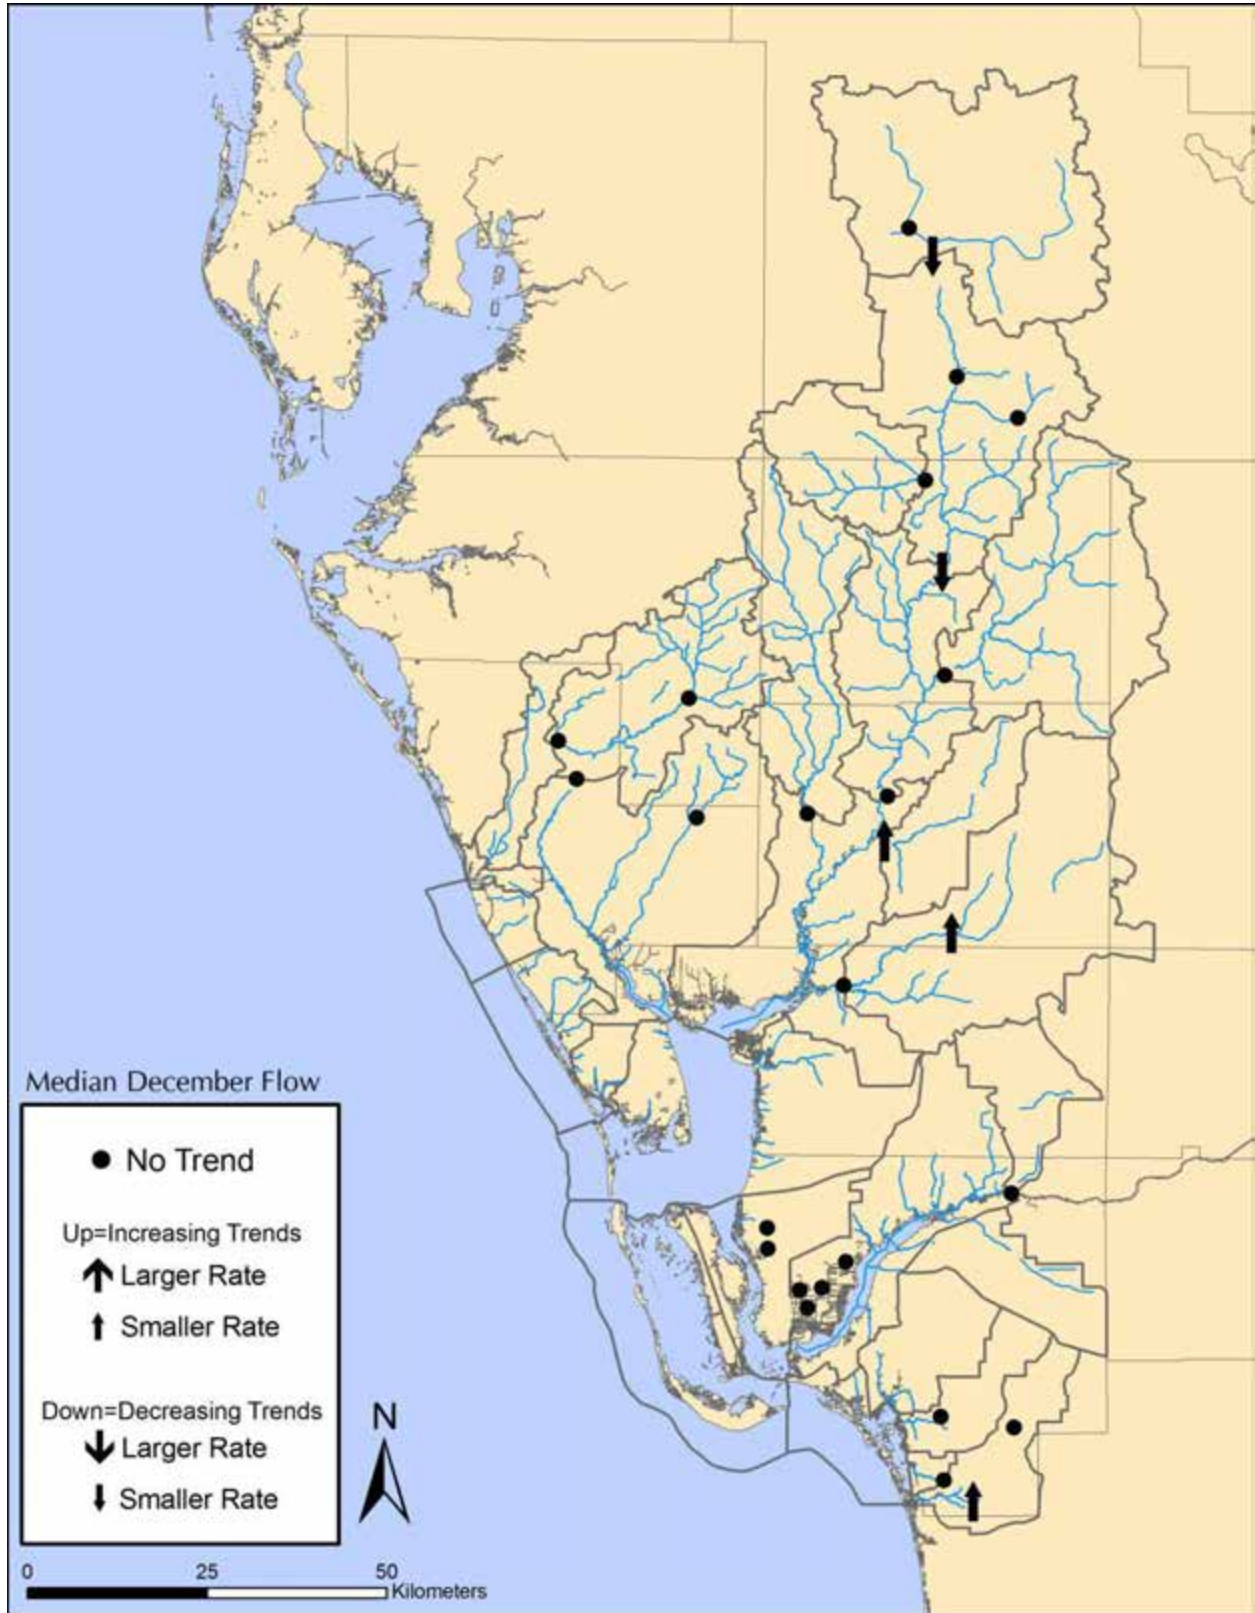 Median December Flow
No Trend
Up=Increasing Trends
Larger Rate
Smaller Rate
Down=Decreasing Trends
Larger Rate
Smaller Rate
N
0 25 50
Kilometers